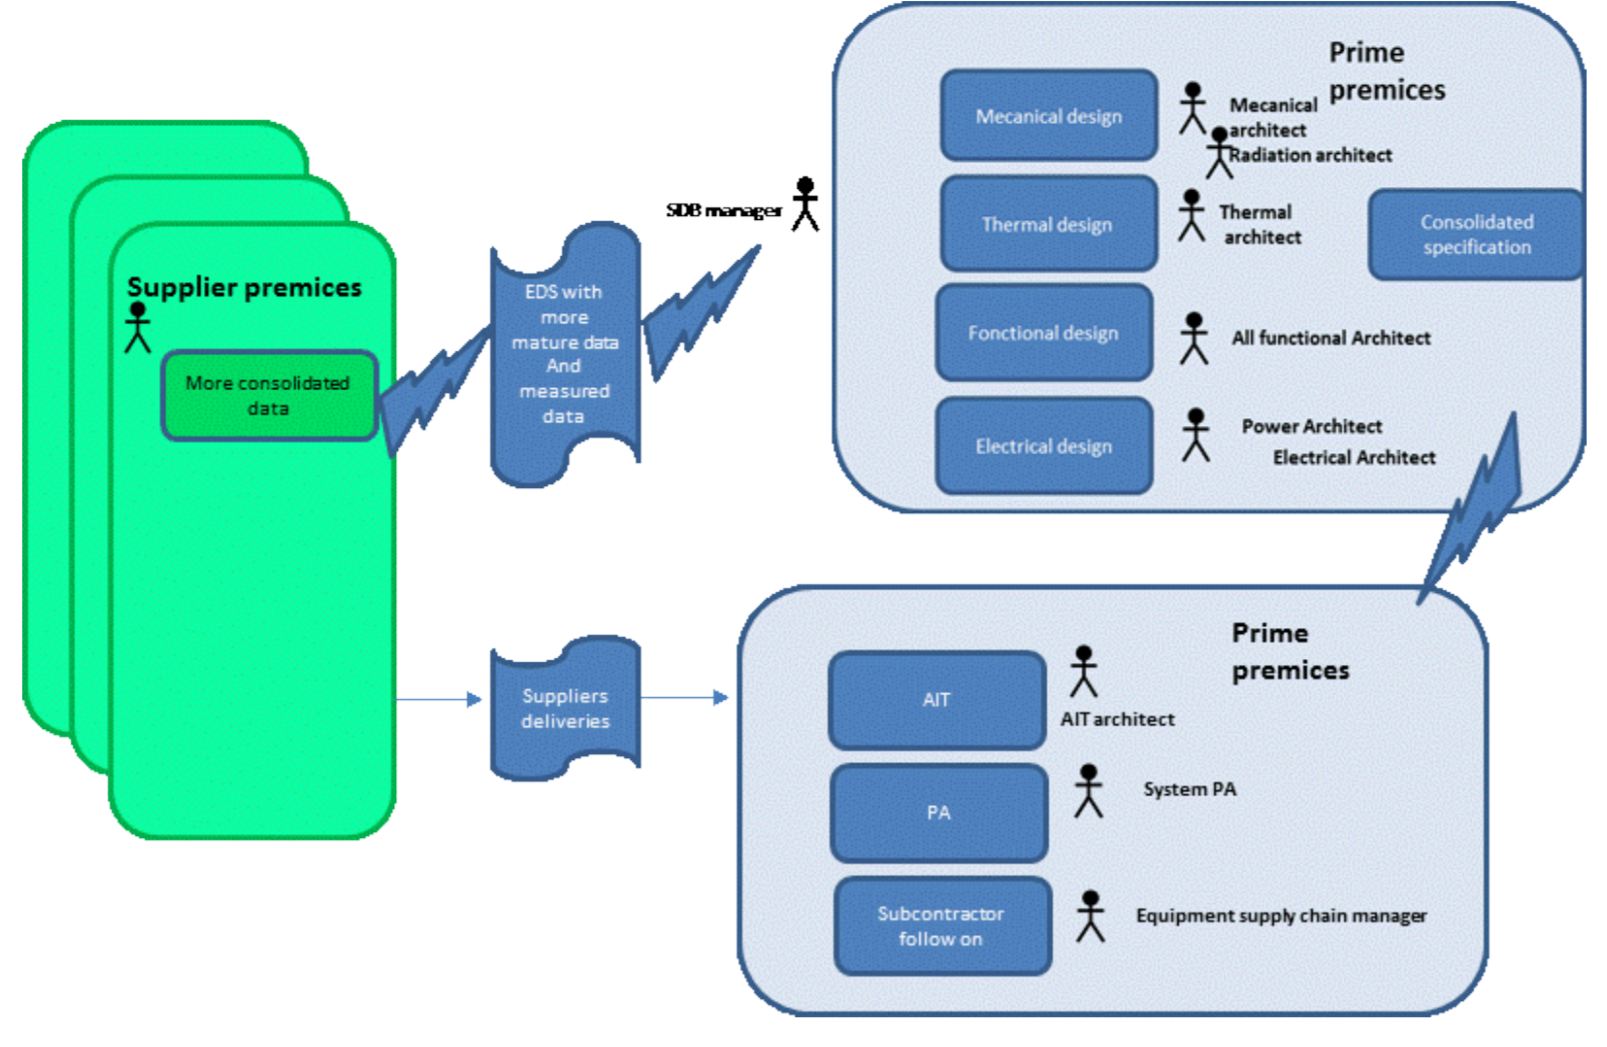 Supplier premices
More consolidated
data
EDS with
more
mature data
And
measured
data
SDB manager
Prime
premices
Mecanical design
Mecanical
architect
Radiation architect
Thermal design
Thermal
architect
Consolidated
specification
Fonctional design
All functional Architect
Electrical design
Power Architect
Electrical Architect
Suppliers
deliveries
Prime
premices
AIT
AIT architect
PA
System PA
Subcontractor
follow on
Equipment supply chain manager